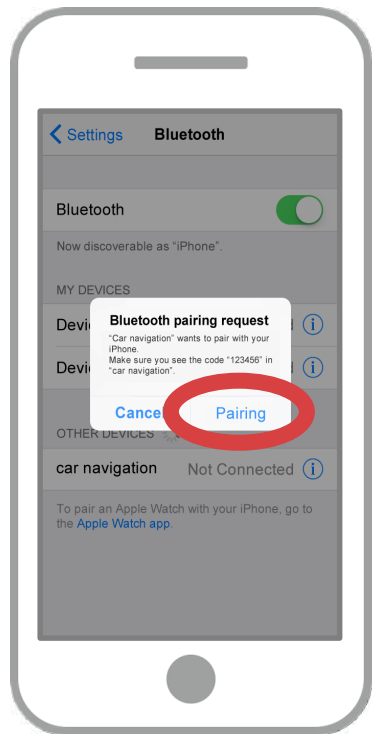 Settings Bluetooth
Bluetooth
Now discoverable as “iPhone”.
MY DEVICES
Bluetooth pairing request
“Car navigation” wants to pair with your
iPhone.
Make sure you see the code “123456” in
“car navigation”.
Cancel Pairing
OTHER DEVICES
car navigation Not Connected
To pair an Apple Watch with your iPhone, go to
the Apple Watch app.